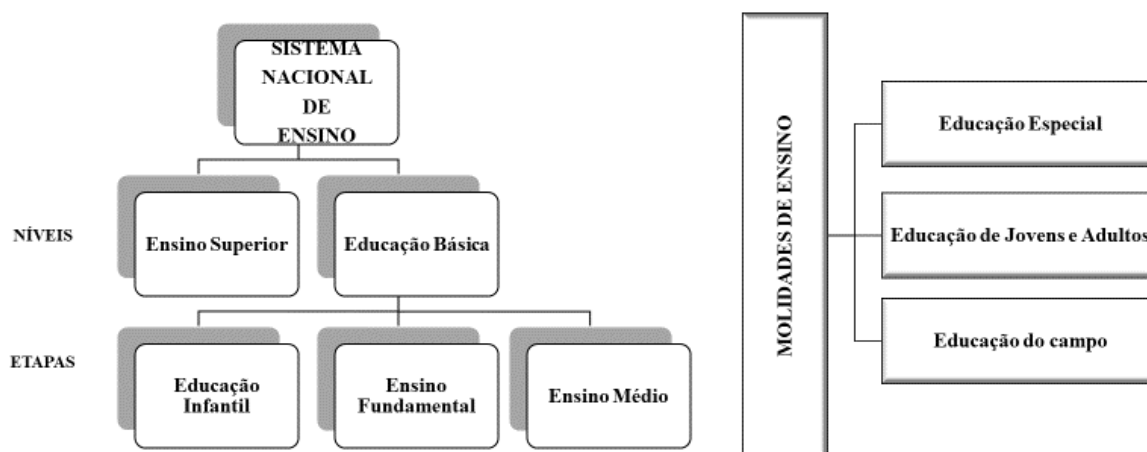 SISTEMA
NACIONAL
DE
ENSINO
NÍVEIS
Ensino Superior
Educação Básica
ETAPAS
Educação
Infantil
Ensino
Fundamental
Ensino Médio
MOLIDADES DE ENSINO
Educação Especial
Educação de Jovens e Adultos
Educação do campo